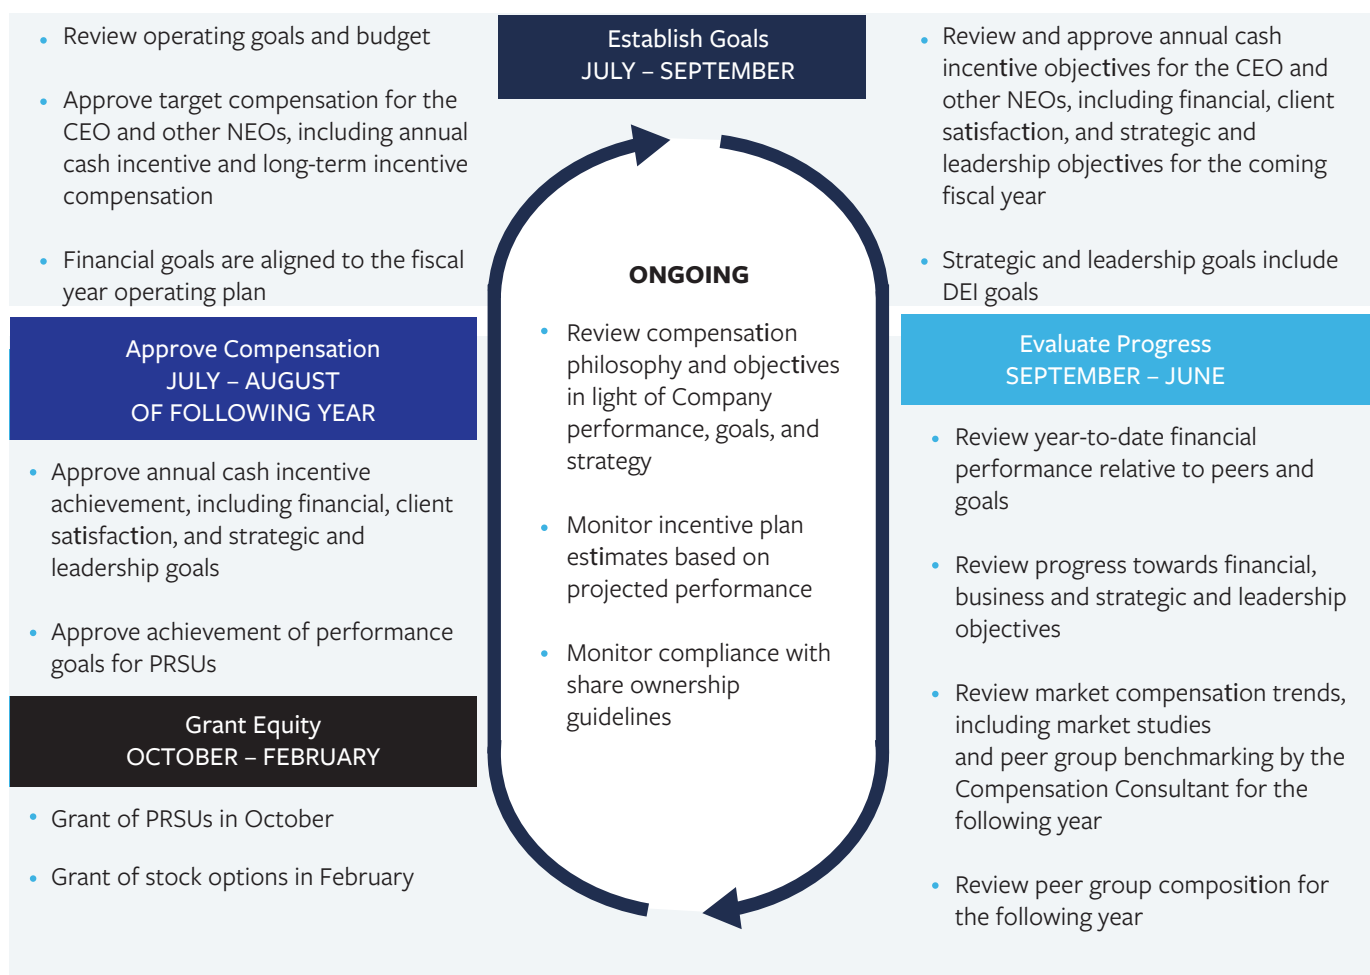 Establish Goals
JULY – SEPTEMBER
• Review operating goals and budget
• Approve target compensation for the
CEO and other NEOs, including annual
cash incentive and long-term incentive
compensation
• Financial goals are aligned to the fiscal
year operating plan
• Review and approve annual cash
incentive objectives for the CEO and
other NEOs, including financial, client
satisfaction, and strategic and
leadership objectives for the coming
fiscal year
• Strategic and leadership goals include
DEI goals
Evaluate Progress
SEPTEMBER – JUNE
• Review year-to-date financial
performance relative to peers and
goals
• Review progress towards financial,
business and strategic and leadership
objectives
• Review market compensation trends,
including market studies
and peer group benchmarking by the
Compensation Consultant for the
following year
• Review peer group composition for
the following year
Approve Compensation
JULY – AUGUST
OF FOLLOWING YEAR
• Approve annual cash incentive
achievement, including financial, client
satisfaction, and strategic and
leadership goals
• Approve achievement of performance
goals for PRSUs
Grant Equity
OCTOBER – FEBRUARY
• Grant of PRSUs in October
• Grant of stock options in February
ONGOING
• Review compensation
philosophy and objectives
in light of Company
performance, goals, and
strategy
• Monitor incentive plan
estimates based on
projected performance
• Monitor compliance with
share ownership
guidelines